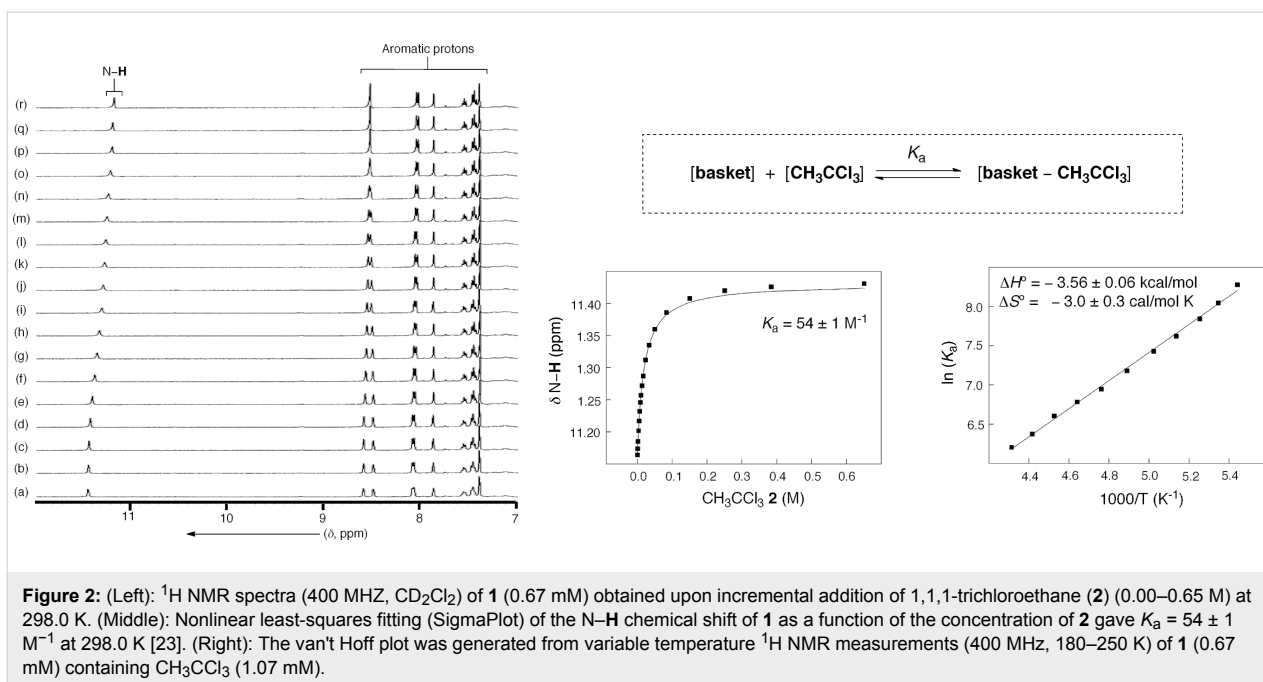 Aromatic protons
N–H
(r)
(q)
(p)
(o)
(n)
(m)
(l)
(k)
(j)
(i)
(h)
(g)
(f)
(e)
(d)
(c)
(b)
(a)
11 10 9 8 7
(δ, ppm)
Kₐ
[basket] + [CH₃CCl₃] [basket – CH₃CCl₃]
δ N–H (ppm)
11.40
1.35
1.30
1.25
11.20
Kₐ = 54 ± 1 M⁻¹
0.0 0.1 0.2 0.3 0.4 0.5 0.6
CH₃CCl₃ 2 (M)
ΔHº = – 3.56 ± 0.06 kcal/mol
ΔSº = – 3.0 ± 0.3 cal/mol K
ln (Kₐ)
8.0
7.5
7.0
6.5
4.4 4.6 4.8 5.0 5.2 5.4
1000/T (K⁻¹)
Figure 2: (Left): ¹H NMR spectra (400 MHZ, CD₂Cl₂) of 1 (0.67 mM) obtained upon incremental addition of 1,1,1-trichloroethane (2) (0.00–0.65 M) at
298.0 K. (Middle): Nonlinear least-squares fitting (SigmaPlot) of the N–H chemical shift of 1 as a function of the concentration of 2 gave Kₐ = 54 ± 1
M⁻¹ at 298.0 K [23]. (Right): The van't Hoff plot was generated from variable temperature ¹H NMR measurements (400 MHz, 180–250 K) of 1 (0.67
mM) containing CH₃CCl₃ (1.07 mM).